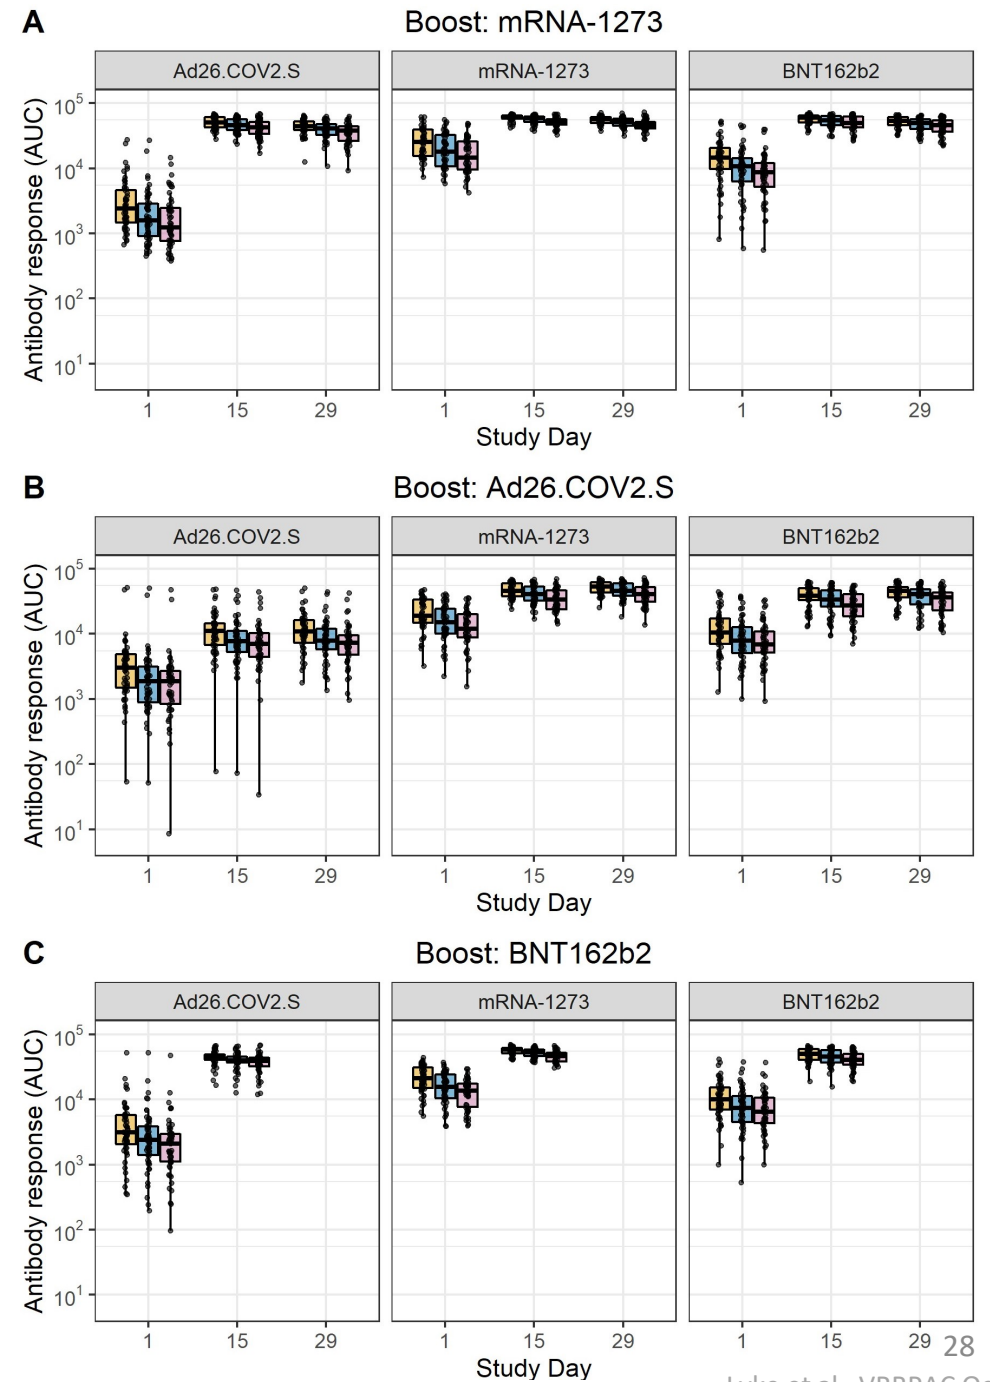 A Boost: mRNA-1273
Ad26.COV2.S mRNA-1273 BNT162b2
Antibody response (AUC)
10^5
10^4
10^3
10^2
10^1
1 15 29 1 15 29 1 15 29
Study Day
B Boost: Ad26.COV2.S
Ad26.COV2.S mRNA-1273 BNT162b2
Antibody response (AUC)
10^5
10^4
10^3
10^2
10^1
1 15 29 1 15 29 1 15 29
Study Day
C Boost: BNT162b2
Ad26.COV2.S mRNA-1273 BNT162b2
Antibody response (AUC)
10^5
10^4
10^3
10^2
10^1
1 15 29 1 15 29 1 15 29
28
Study Day